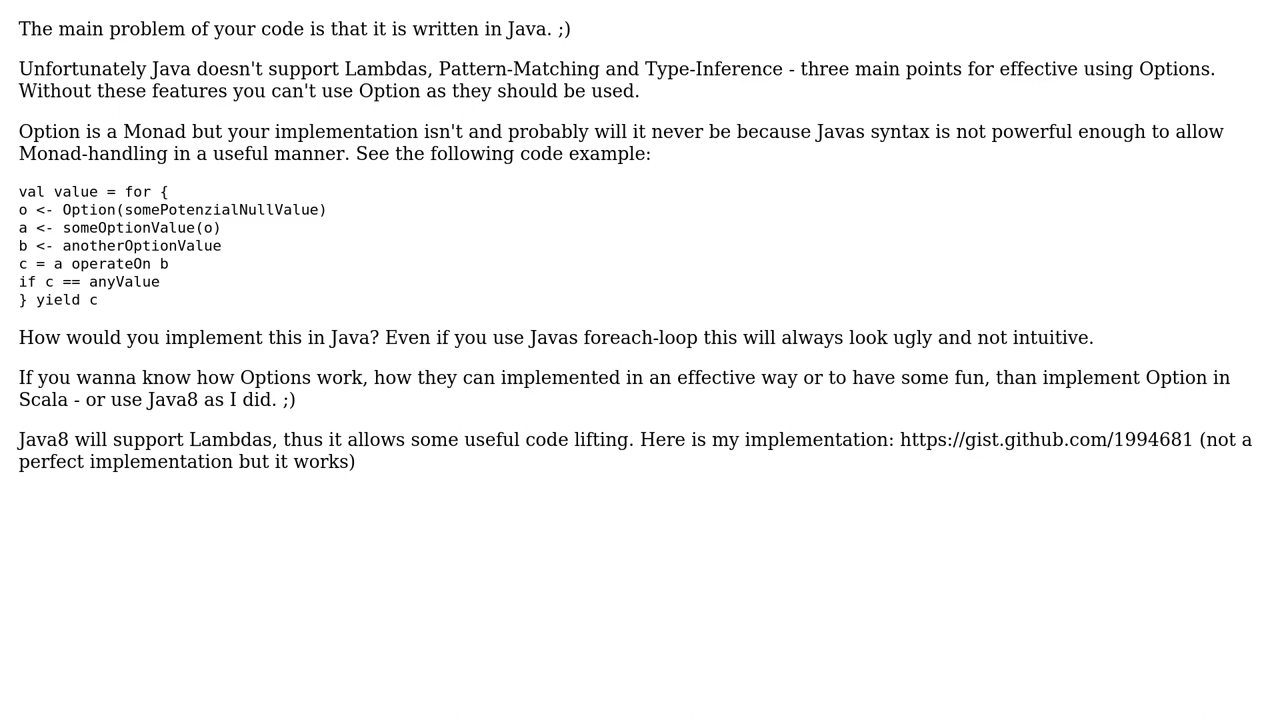 The main problem of your code is that it is written in Java. ;)
Unfortunately Java doesn't support Lambdas, Pattern-Matching and Type-Inference - three main points for effective using Options.
Without these features you can't use Option as they should be used.
Option is a Monad but your implementation isn't and probably will it never be because Javas syntax is not powerful enough to allow
Monad-handling in a useful manner. See the following code example:
val value = for {
o <- Option(somePotenzialNullValue)
a <- someOptionValue(o)
b <- anotherOptionValue
c = a operateOn b
if c == anyValue
} yield c
How would you implement this in Java? Even if you use Javas foreach-loop this will always look ugly and not intuitive.
If you wanna know how Options work, how they can implemented in an effective way or to have some fun, than implement Option in
Scala - or use Java8 as I did. ;)
Java8 will support Lambdas, thus it allows some useful code lifting. Here is my implementation: https://gist.github.com/1994681 (not a
perfect implementation but it works)